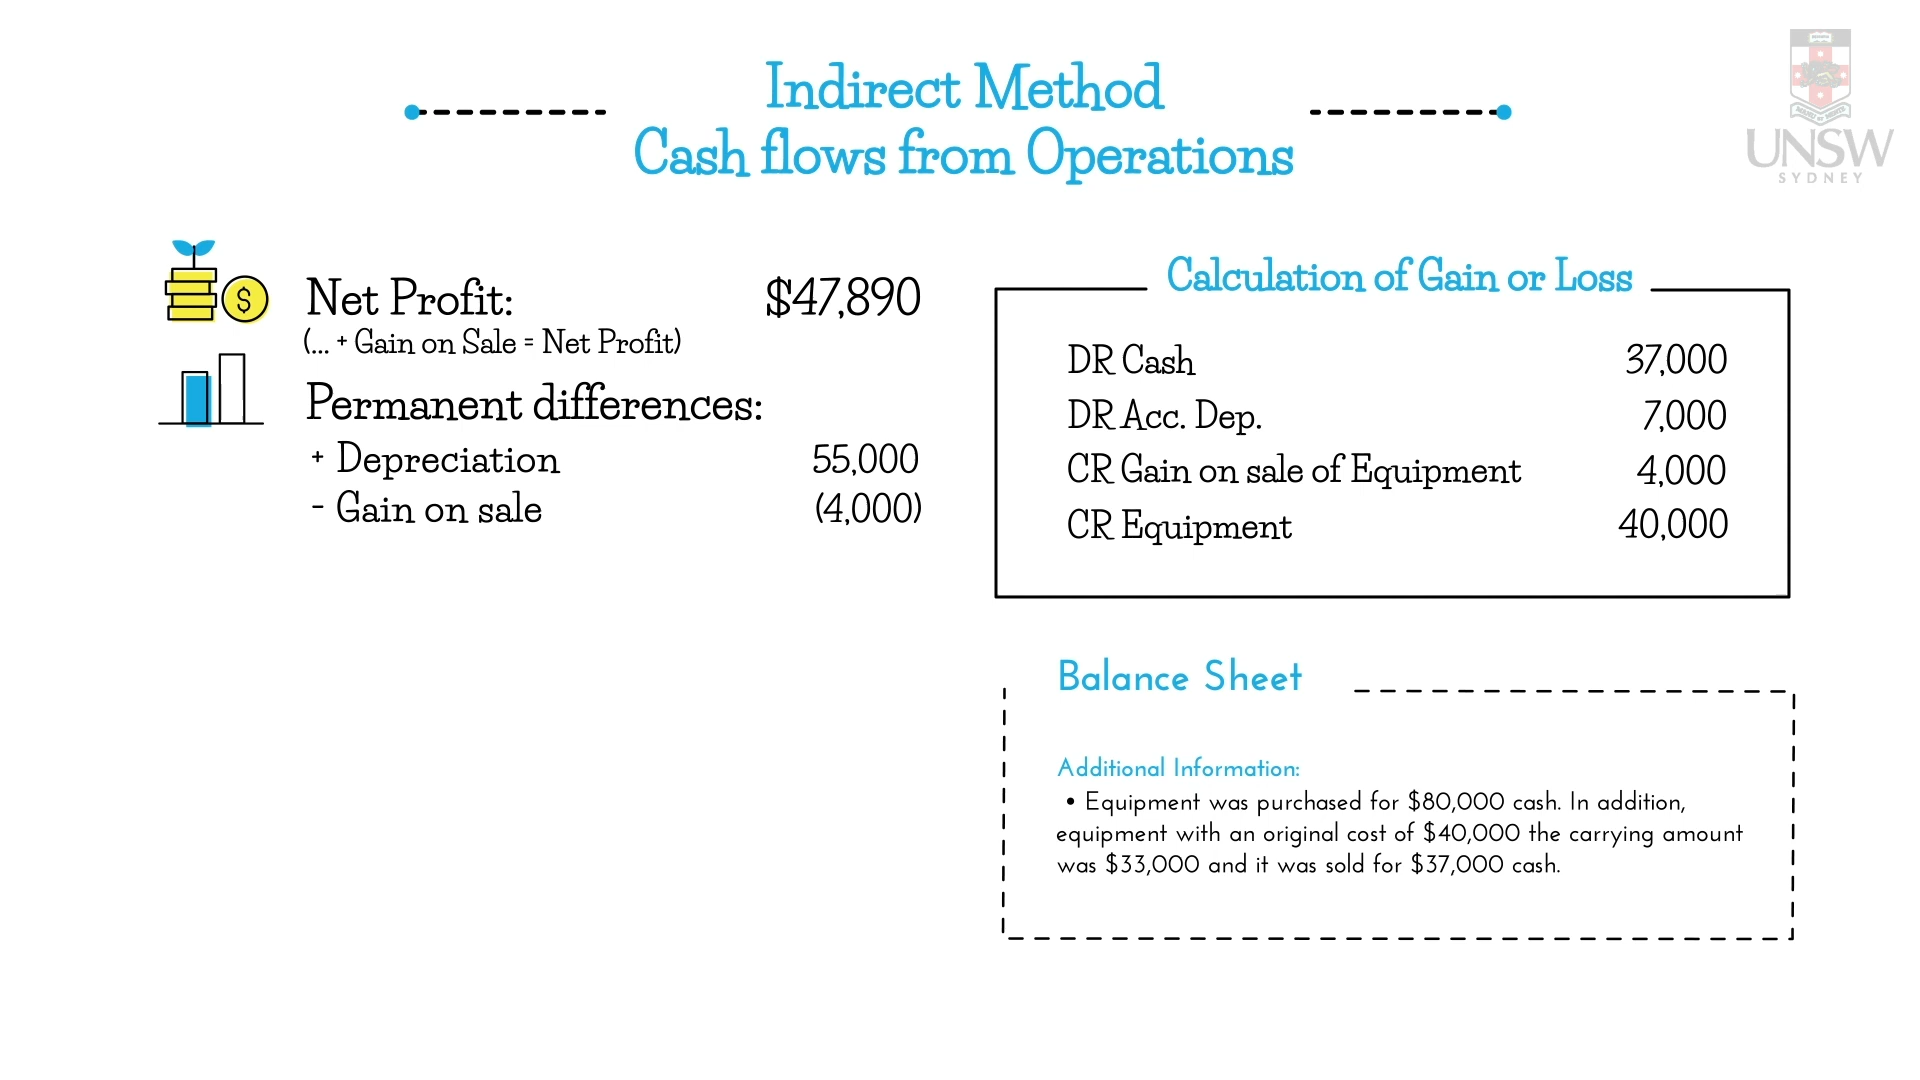 Indirect Method
Cash flows from Operations
UNSW
SYDNEY
Net Profit: $47,890
(... + Gain on Sale = Net Profit)
Permanent differences:
+ Depreciation 55,000
- Gain on sale (4,000)
$
Calculation of Gain or Loss
DR Cash 37,000
DR Acc. Dep. 7,000
CR Gain on sale of Equipment 4,000
CR Equipment 40,000
Balance Sheet
Additional Information:
• Equipment was purchased for $80,000 cash. In addition,
equipment with an original cost of $40,000 the carrying amount
was $33,000 and it was sold for $37,000 cash.